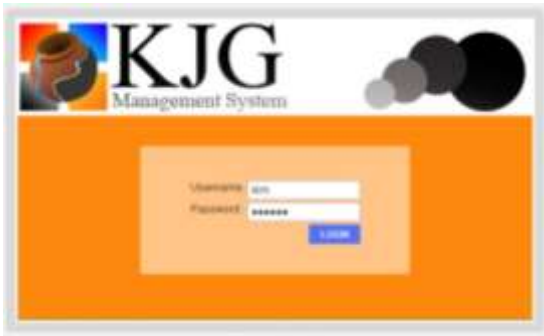 KJG
Management System
Username
Password
LOGIN